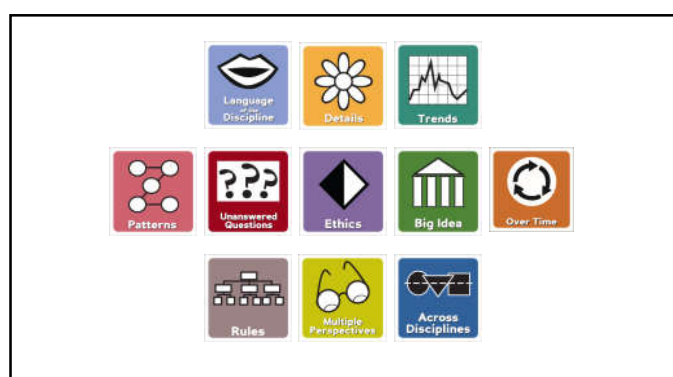 Language
of the
Discipline
Details
Trends
Patterns
???
Unanswered
Questions
Ethics
Big Idea
Over Time
Rules
Multiple
Perspectives
Across
Disciplines